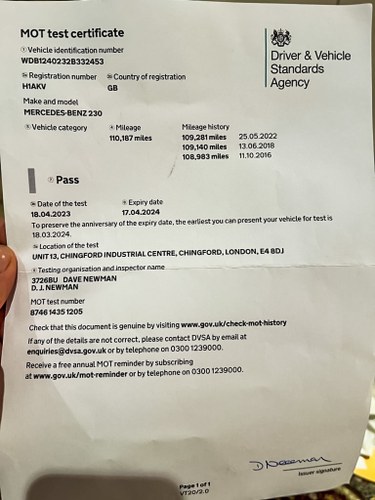 MOT test certificate
Driver & Vehicle
Standards
Agency
Vehicle identification number
WDB1240232B332453
Registration number Country of registration
H1AKV GB
Make and model
MERCEDES-BENZ 230
Vehicle category Mileage Mileage history
110,187 miles 109,281 miles 25.05.2022
109,140 miles 13.06.2018
108,983 miles 11.10.2016
Pass
Date of the test Expiry date
18.04.2023 17.04.2024
To preserve the anniversary of the expiry date, the earliest you can present your vehicle for test is
18.03.2024.
Location of the test
UNIT 13, CHINGFORD INDUSTRIAL CENTRE, CHINGFORD, LONDON, E4 8DJ
Testing organisation and inspector name
3726BU DAVE NEWMAN
D. J. NEWMAN
MOT test number
8746 1435 1205
Check that this document is genuine by visiting www.gov.uk/check-mot-history
If any of the details are not correct, please contact DVSA by email at
enquiries@dvsa.gov.uk or by telephone on 0300 1239000.
Receive a free annual MOT reminder by subscribing
at www.gov.uk/mot-reminder or by telephone on 0300 1239000.
D Newman
Issuer signature
Page 1 of 1
VT20/2.0